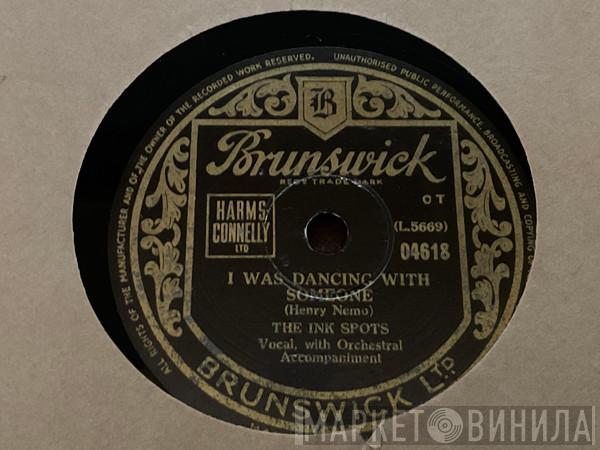 ALL RIGHTS OF THE MANUFACTURER AND OF THE OWNER OF THE RECORDED WORK RESERVED. UNAUTHORISED PUBLIC PERFORMANCE, BROADCASTING AND COPYING OF
B
Brunswick
REGD TRADE MARK
CT
HARMS,
CONNELLY
LTD
(L.5669)
04618
I WAS DANCING WITH
SOMEONE
(Henry Nemo)
THE INK SPOTS
Vocal, with Orchestral
Accompaniment
BRUNSWICK LTD
МАРКЕТ ВИНИЛА